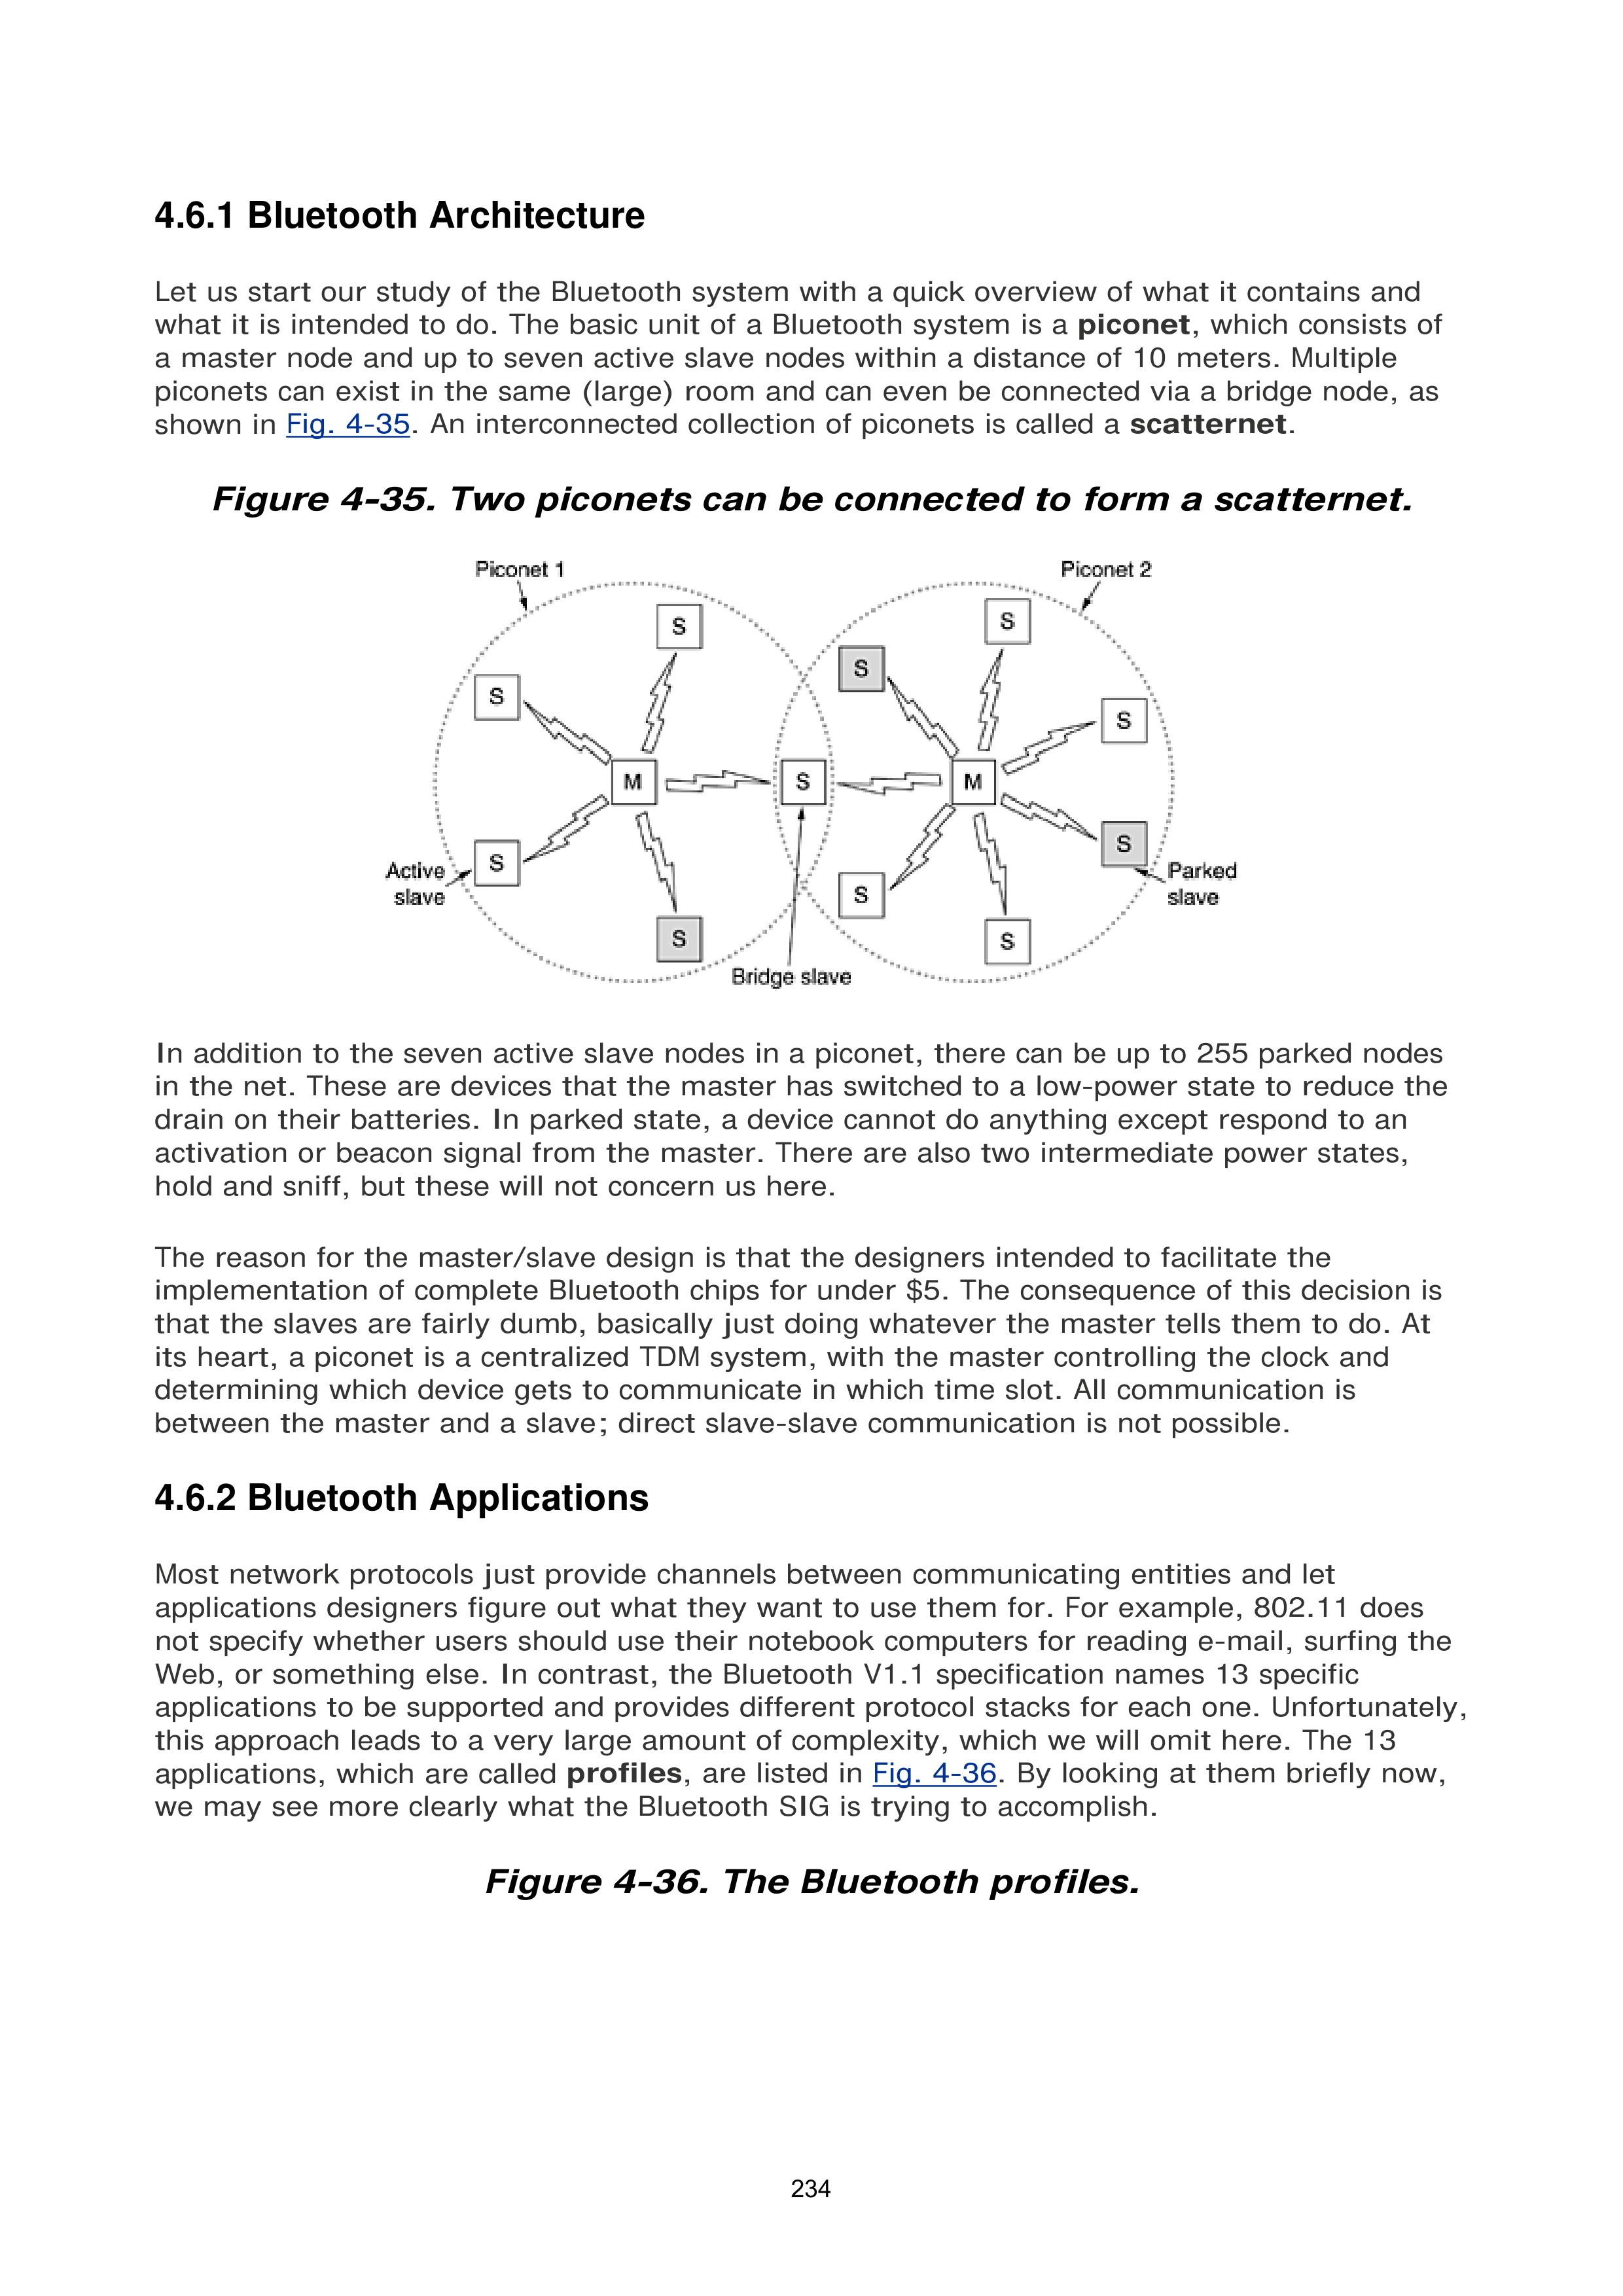 4.6.1 Bluetooth Architecture
Let us start our study of the Bluetooth system with a quick overview of what it contains and
what it is intended to do. The basic unit of a Bluetooth system is a piconet, which consists of
a master node and up to seven active slave nodes within a distance of 10 meters. Multiple
piconets can exist in the same (large) room and can even be connected via a bridge node, as
shown in Fig. 4-35. An interconnected collection of piconets is called a scatternet.
Figure 4-35. Two piconets can be connected to form a scatternet.
Piconet 1
Piconet 2
S
S
S
S
S
M
S
M
S
S
Active
slave
S
Parked
slave
S
S
S
Bridge slave
In addition to the seven active slave nodes in a piconet, there can be up to 255 parked nodes
in the net. These are devices that the master has switched to a low-power state to reduce the
drain on their batteries. In parked state, a device cannot do anything except respond to an
activation or beacon signal from the master. There are also two intermediate power states,
hold and sniff, but these will not concern us here.
The reason for the master/slave design is that the designers intended to facilitate the
implementation of complete Bluetooth chips for under $5. The consequence of this decision is
that the slaves are fairly dumb, basically just doing whatever the master tells them to do. At
its heart, a piconet is a centralized TDM system, with the master controlling the clock and
determining which device gets to communicate in which time slot. All communication is
between the master and a slave; direct slave-slave communication is not possible.
4.6.2 Bluetooth Applications
Most network protocols just provide channels between communicating entities and let
applications designers figure out what they want to use them for. For example, 802.11 does
not specify whether users should use their notebook computers for reading e-mail, surfing the
Web, or something else. In contrast, the Bluetooth V1.1 specification names 13 specific
applications to be supported and provides different protocol stacks for each one. Unfortunately,
this approach leads to a very large amount of complexity, which we will omit here. The 13
applications, which are called profiles, are listed in Fig. 4-36. By looking at them briefly now,
we may see more clearly what the Bluetooth SIG is trying to accomplish.
Figure 4-36. The Bluetooth profiles.
234